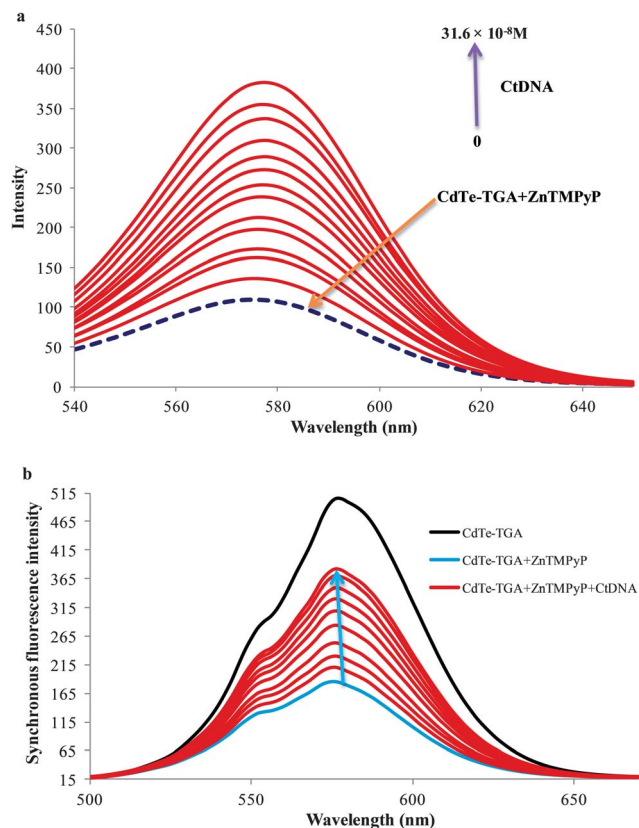 a
31.6 × 10⁻⁸M
CtDNA
0
CdTe-TGA+ZnTMPyP
Intensity
450
400
350
300
250
200
150
100
50
0
540
560
580
600
620
640
Wavelength (nm)
b
Synchronous fluorescence intensity
515
465
415
365
315
265
215
165
115
65
15
CdTe-TGA
CdTe-TGA+ZnTMPyP
CdTe-TGA+ZnTMPyP+CtDNA
500
550
600
650
Wavelength (nm)